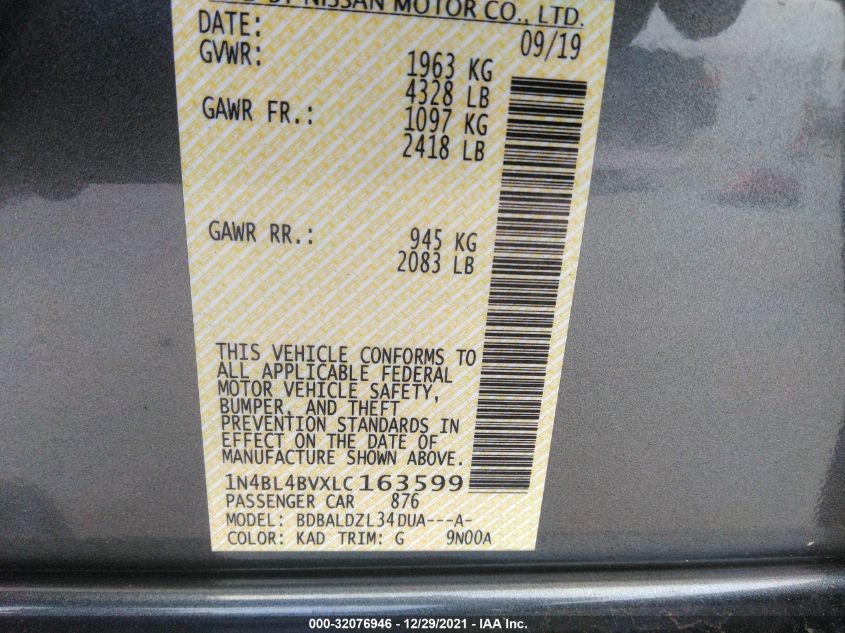 BY NISSAN MOTOR CO., LTD.
DATE: 09/19
GVWR: 1963 KG
4328 LB
GAWR FR.: 1097 KG
2418 LB
GAWR RR.: 945 KG
2083 LB
THIS VEHICLE CONFORMS TO
ALL APPLICABLE FEDERAL
MOTOR VEHICLE SAFETY,
BUMPER, AND THEFT
PREVENTION STANDARDS IN
EFFECT ON THE DATE OF
MANUFACTURE SHOWN ABOVE.
1N4BL4BVXLC163599
PASSENGER CAR 876
MODEL: BDBALDZL34DUA---A-
COLOR: KAD TRIM: G 9N00A
000-32076946 - 12/29/2021 - IAA Inc.